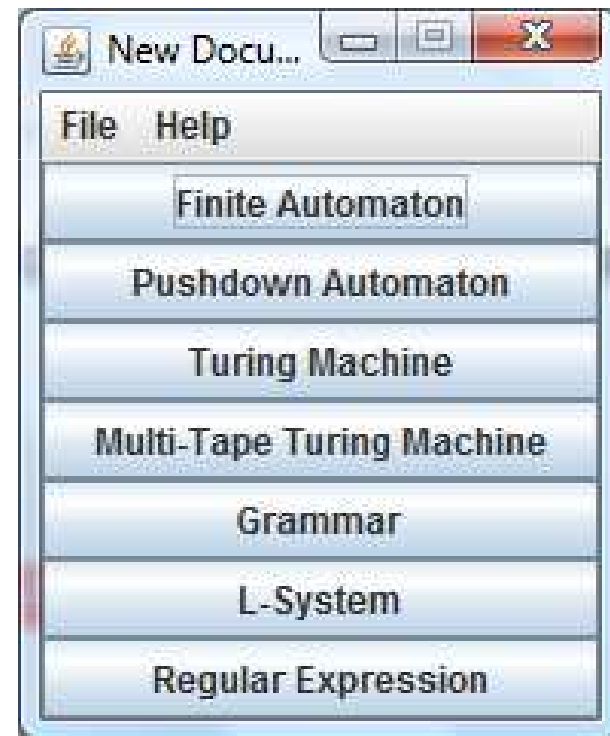 New Docu...
File Help
Finite Automaton
Pushdown Automaton
Turing Machine
Multi-Tape Turing Machine
Grammar
L-System
Regular Expression